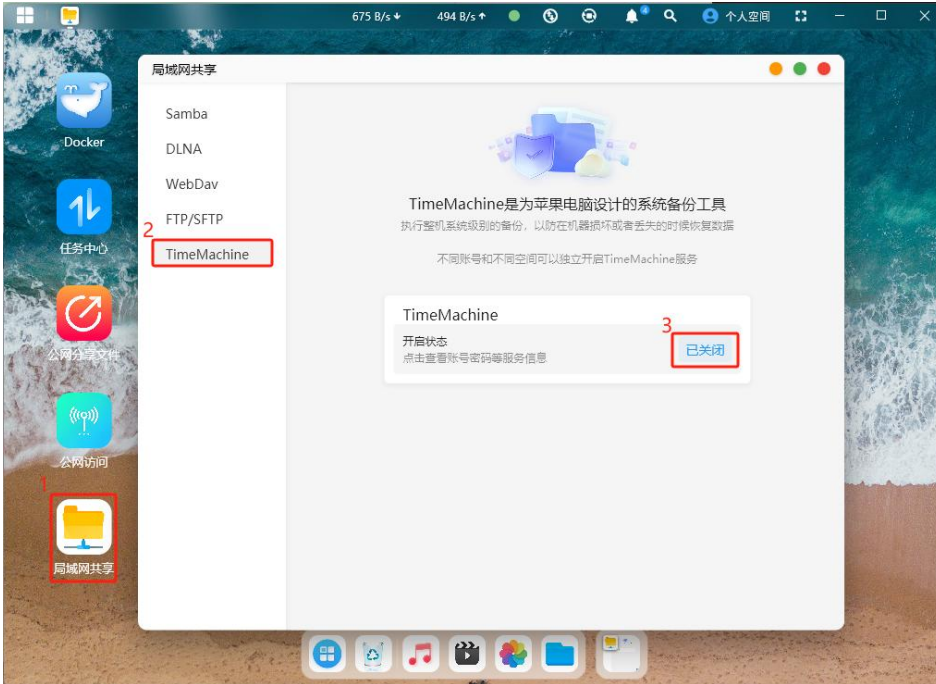 675 B/s
494 B/s
4
个人空间
局域网共享
Docker
任务中心
公网分享文件
公网访问
1
局域网共享
Samba
DLNA
WebDav
FTP/SFTP
2
TimeMachine
TimeMachine是为苹果电脑设计的系统备份工具
执行整机系统级别的备份，以防在机器损坏或者丢失的时候恢复数据
不同账号和不同空间可以独立开启TimeMachine服务
TimeMachine
开启状态
点击查看账号密码等服务信息
3
已关闭